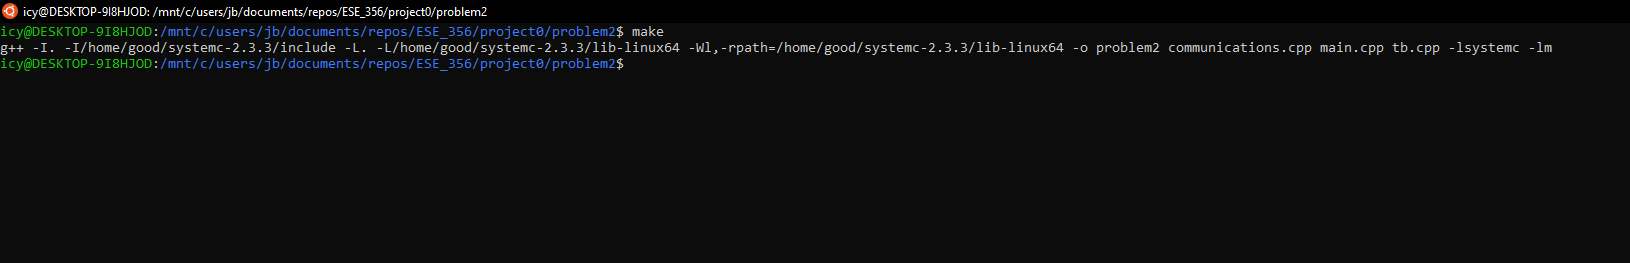 icy@DESKTOP-9I8HJOD: /mnt/c/users/jb/documents/repos/ESE_356/project0/problem2
icy@DESKTOP-9I8HJOD:/mnt/c/users/jb/documents/repos/ESE_356/project0/problem2$ make
g++ -I. -I/home/good/systemc-2.3.3/include -L. -L/home/good/systemc-2.3.3/lib-linux64 -Wl,-rpath=/home/good/systemc-2.3.3/lib-linux64 -o problem2 communications.cpp main.cpp tb.cpp -lsystemc -lm
icy@DESKTOP-9I8HJOD:/mnt/c/users/jb/documents/repos/ESE_356/project0/problem2$